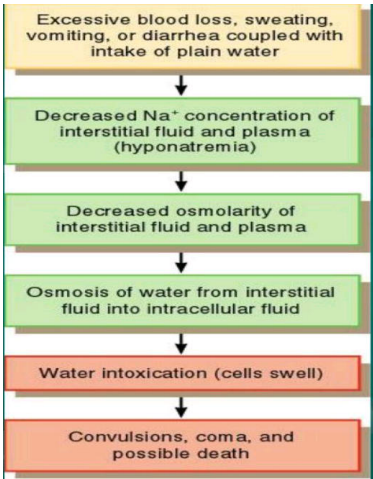 Excessive blood loss, sweating,
vomiting, or diarrhea coupled with
intake of plain water
Decreased Na⁺ concentration of
interstitial fluid and plasma
(hyponatremia)
Decreased osmolarity of
interstitial fluid and plasma
Osmosis of water from interstitial
fluid into intracellular fluid
Water intoxication (cells swell)
Convulsions, coma, and
possible death